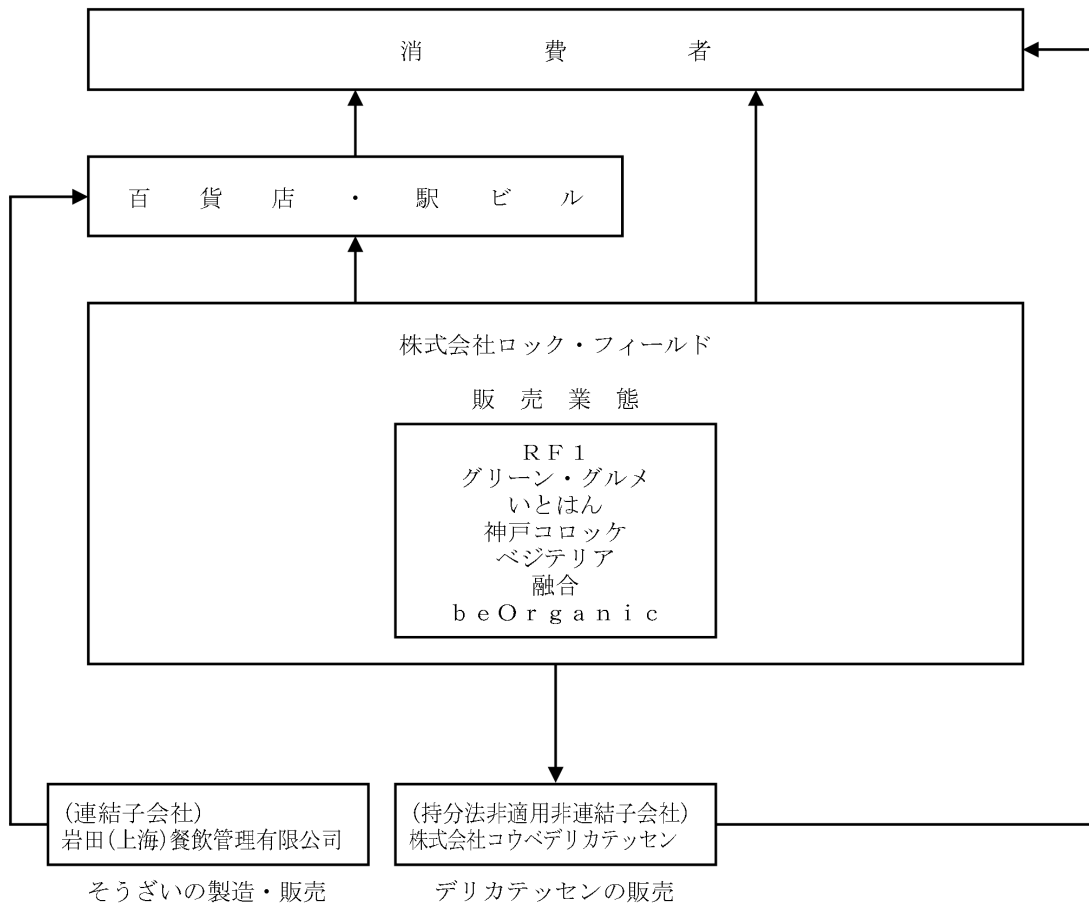 消費者
百貨店・駅ビル
株式会社ロック・フィールド
販売業態
ＲＦ１
グリーン・グルメ
いとはん
神戸コロッケ
ベジテリア
融合
ｂｅＯｒｇａｎｉｃ
(連結子会社)
岩田(上海)餐飲管理有限公司
そうざいの製造・販売
(持分法非適用非連結子会社)
株式会社コウベデリカテッセン
デリカテッセンの販売